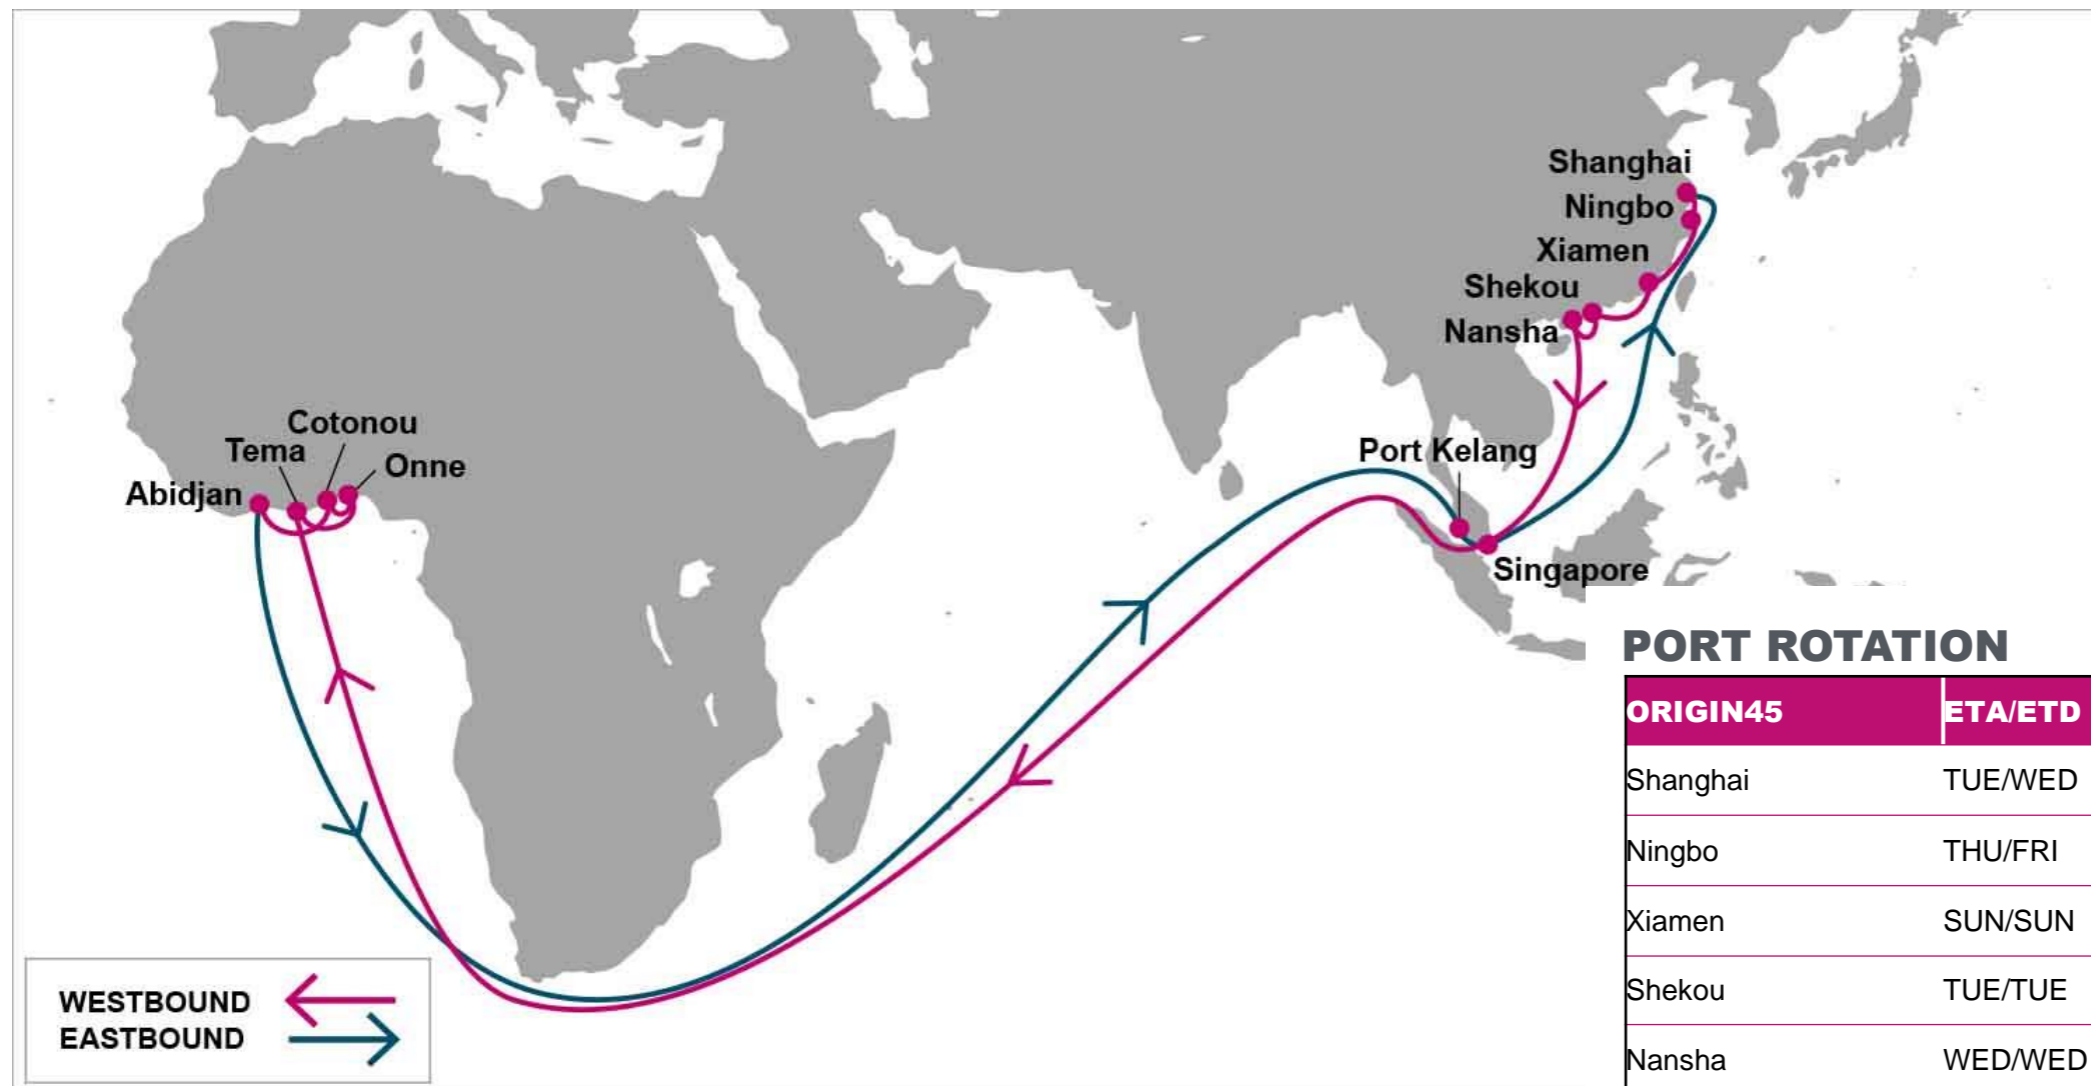 Shanghai
Ningbo
Xiamen
Shekou
Nansha
Cotonou
Tema
Onne
Abidjan
Port Kelang
Singapore
PORT ROTATION
ORIGIN45 ETA/ETD
Shanghai TUE/WED
Ningbo THU/FRI
Xiamen SUN/SUN
Shekou TUE/TUE
Nansha WED/WED
WESTBOUND
EASTBOUND